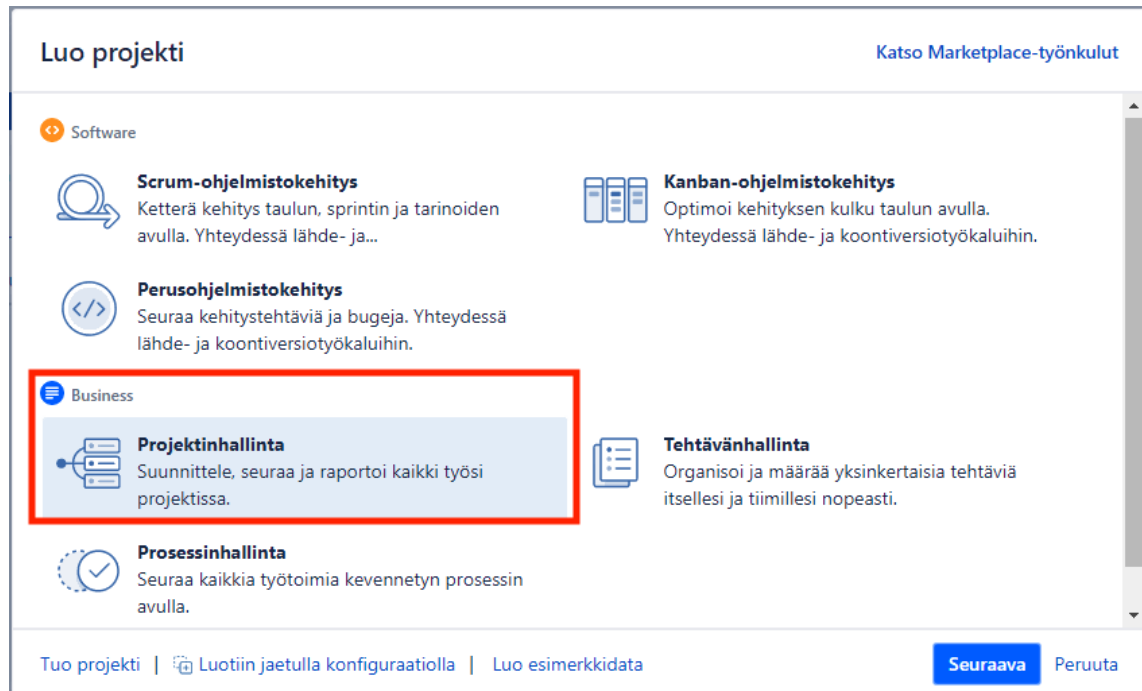 Luo projekti
Katso Marketplace-työnkulut
Software
Scrum-ohjelmistokehitys
Ketterä kehitys taulun, sprintin ja tarinoiden
avulla. Yhteydessä lähde- ja...
Kanban-ohjelmistokehitys
Optimoi kehityksen kulku taulun avulla.
Yhteydessä lähde- ja koontiversiotyökaluihin.
Perusohjelmistokehitys
Seuraa kehitystehtäviä ja bugeja. Yhteydessä
lähde- ja koontiversiotyökaluihin.
Business
Projektinhallinta
Suunnittele, seuraa ja raportoi kaikki työsi
projektissa.
Tehtävänhallinta
Organisoi ja määrää yksinkertaisia tehtäviä
itsellesi ja tiimillesi nopeasti.
Prosessinhallinta
Seuraa kaikkia työtoimia kevennetyn prosessin
avulla.
Tuo projekti | Luotiin jaetulla konfiguraatiolla | Luo esimerkkidata
Seuraava Peruuta